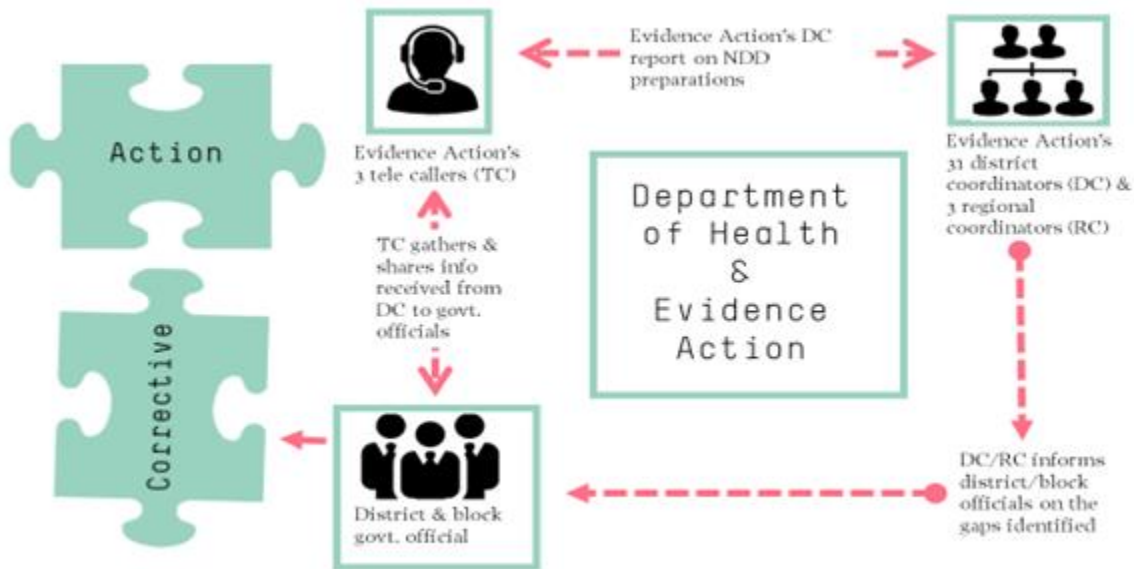 Action
Corrective
Evidence Action's
3 tele callers (TC)
Evidence Action's DC
report on NDD
preparations
Evidence Action's
31 district
coordinators (DC) &
3 regional
coordinators (RC)
TC gathers &
shares info
received from
DC to govt.
officials
Department
of Health
&
Evidence
Action
District & block
govt. official
DC/RC informs
district/block
officials on the
gaps identified